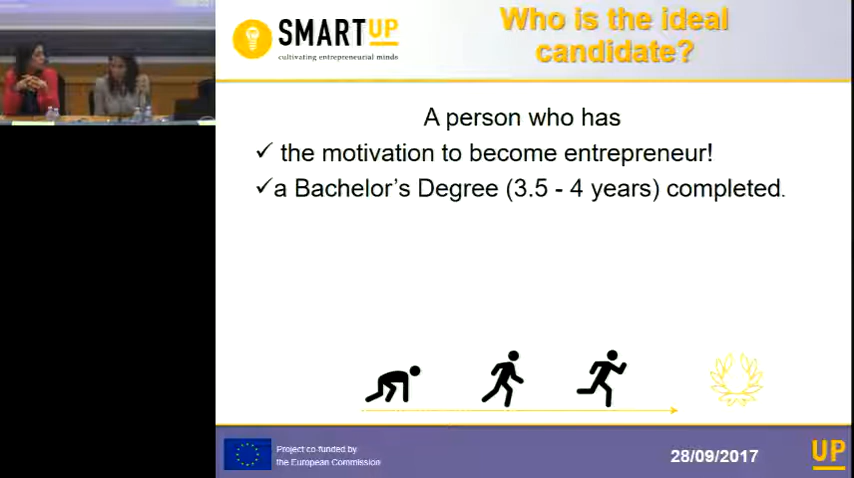 SMARTUP
cultivating entrepreneurial minds
Who is the ideal
candidate?
A person who has
✓ the motivation to become entrepreneur!
✓ a Bachelor's Degree (3.5 - 4 years) completed.
Project co-funded by
the European Commission
28/09/2017
UP